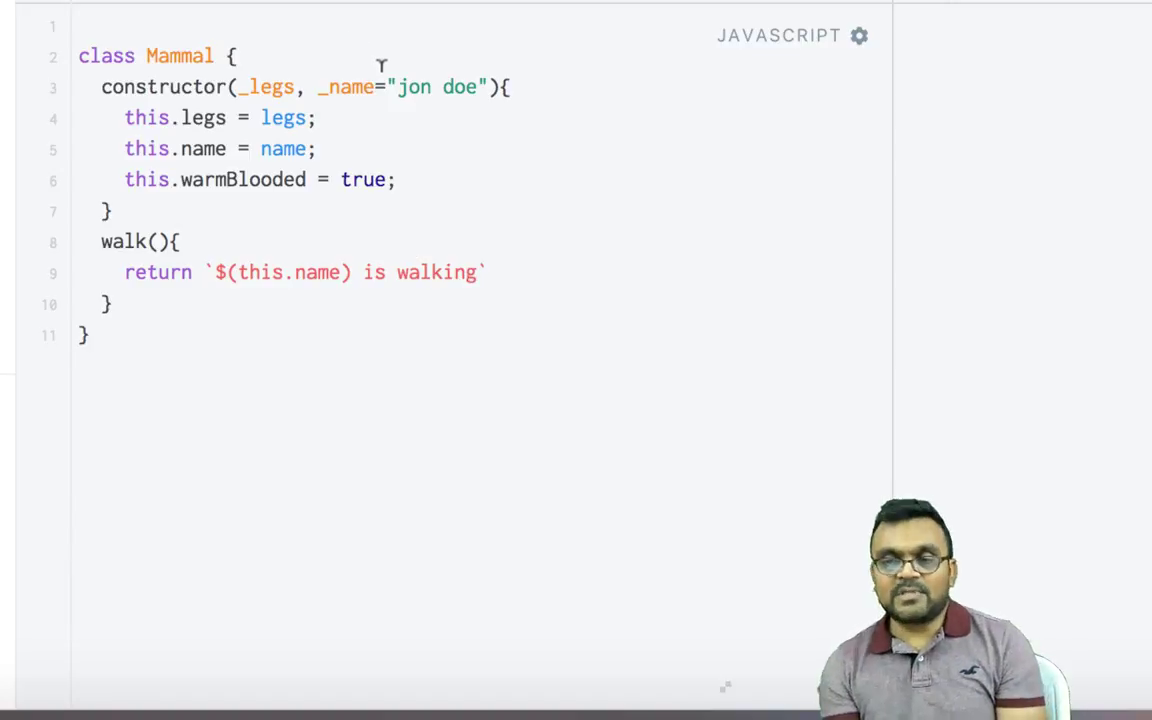 JAVASCRIPT
1
2 class Mammal {
3 constructor(_legs, _name="jon doe"){
4 this.legs = legs;
5 this.name = name;
6 this.warmBlooded = true;
7 }
8 walk(){
9 return `$(this.name) is walking`
10 }
11 }